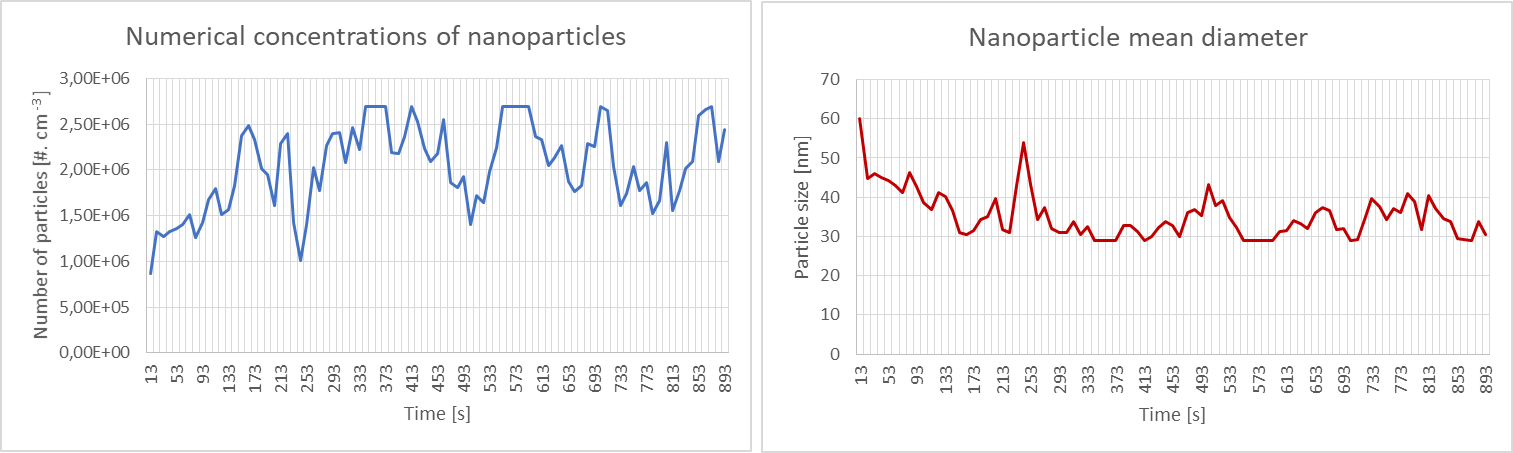 Numerical concentrations of nanoparticles
Number of particles [#. cm -3 ]
3,00E+06
2,50E+06
2,00E+06
1,50E+06
1,00E+06
5,00E+05
0,00E+00
13 53 93 133 173 213 253 293 333 373 413 453 493 533 573 613 653 693 733 773 813 853 893
Time [s]
Nanoparticle mean diameter
Particle size [nm]
70
60
50
40
30
20
10
0
13 53 93 133 173 213 253 293 333 373 413 453 493 533 573 613 653 693 733 773 813 853 893
Time [s]